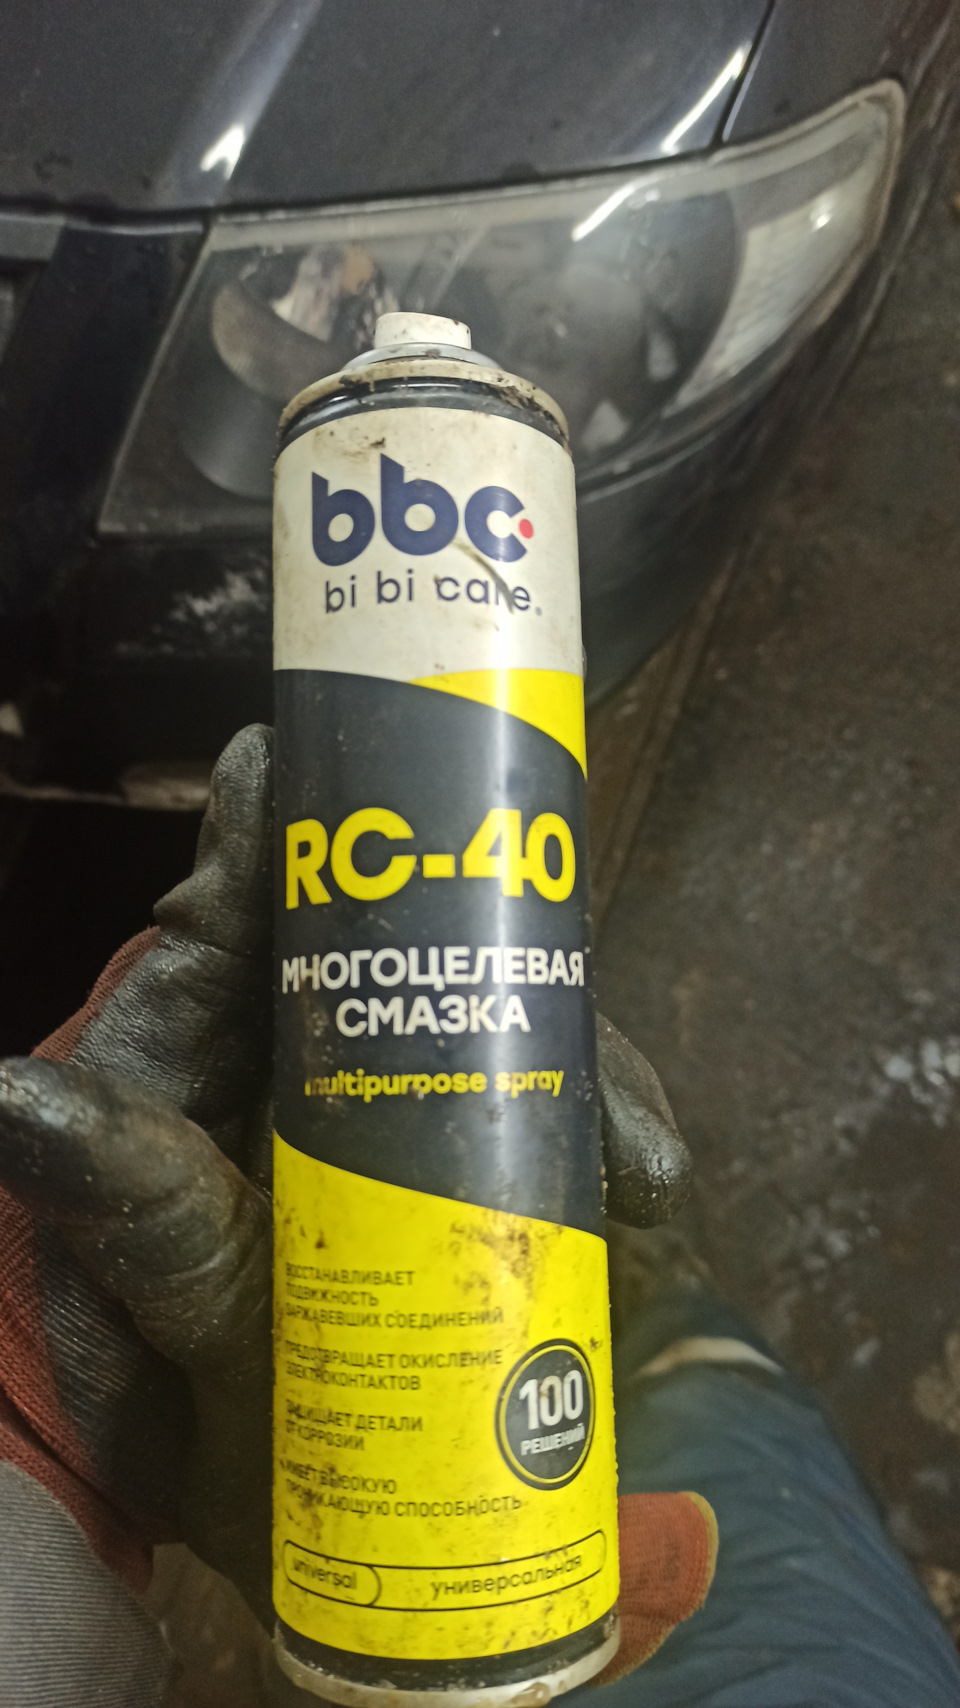 bbc
bi bi care®
RC-40
МНОГОЦЕЛЕВАЯ
СМАЗКА
multipurpose spray
ВОССТАНАВЛИВАЕТ
ПОДВИЖНОСТЬ
ЗАРЖАВЕВШИХ СОЕДИНЕНИЙ
ПРЕДОТВРАЩАЕТ ОКИСЛЕНИЕ
ЭЛЕКТРОКОНТАКТОВ
ЗАЩИЩАЕТ ДЕТАЛИ
ОТ КОРРОЗИИ
ИМЕЕТ ВЫСОКУЮ
ПРОНИКАЮЩУЮ СПОСОБНОСТЬ
100
РЕШЕНИЙ
universal
универсальная